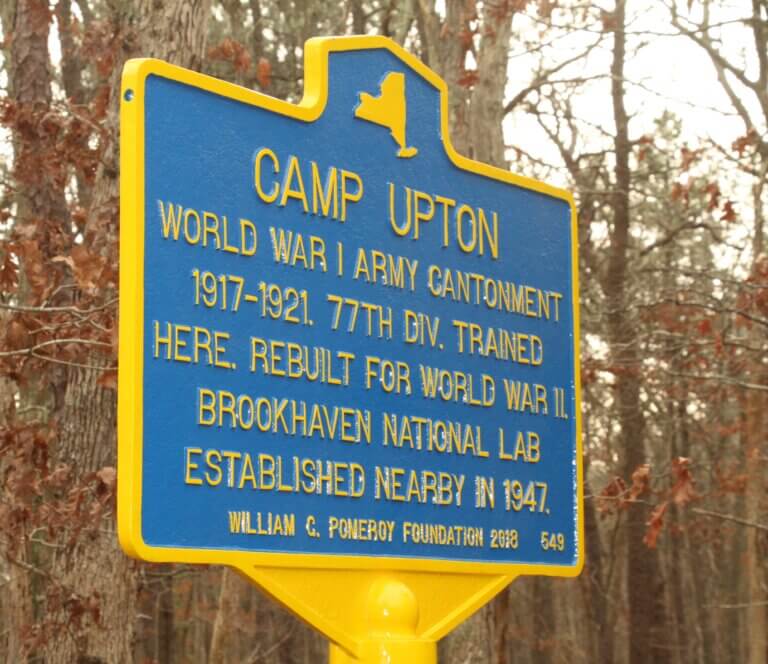 CAMP UPTON
WORLD WAR I ARMY CANTONMENT
1917-1921. 77TH DIV. TRAINED
HERE. REBUILT FOR WORLD WAR II.
BROOKHAVEN NATIONAL LAB
ESTABLISHED NEARBY IN 1947.
WILLIAM G. POMEROY FOUNDATION 2018 549